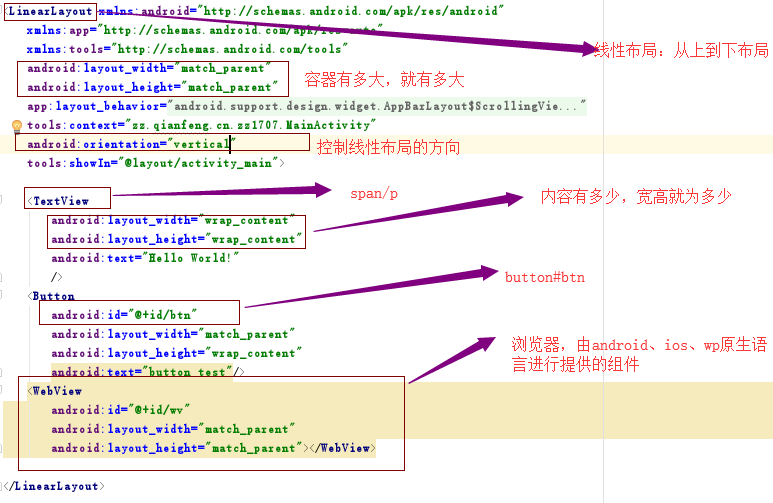 <LinearLayout xmlns:android="http://schemas.android.com/apk/res/android"
xmlns:app="http://schemas.android.com/apk/res-auto"
xmlns:tools="http://schemas.android.com/tools"
线性布局：从上到下布局
android:layout_width="match_parent"
android:layout_height="match_parent"
容器有多大，就有多大
app:layout_behavior="android.support.design.widget.AppBarLayout$ScrollingVie..."
tools:context="zz.qianfeng.cn.zz1707.MainActivity"
android:orientation="vertical"
控制线性布局的方向
tools:showIn="@layout/activity_main">
<TextView
span/p
内容有多少，宽高就为多少
android:layout_width="wrap_content"
android:layout_height="wrap_content"
android:text="Hello World!"
/>
<Button
button#btn
android:id="@+id/btn"
android:layout_width="match_parent"
android:layout_height="wrap_content"
android:text="button test"/>
浏览器，由android、ios、wp原生语
言进行提供的组件
<WebView
android:id="@+id/wv"
android:layout_width="match_parent"
android:layout_height="match_parent"></WebView>
</LinearLayout>